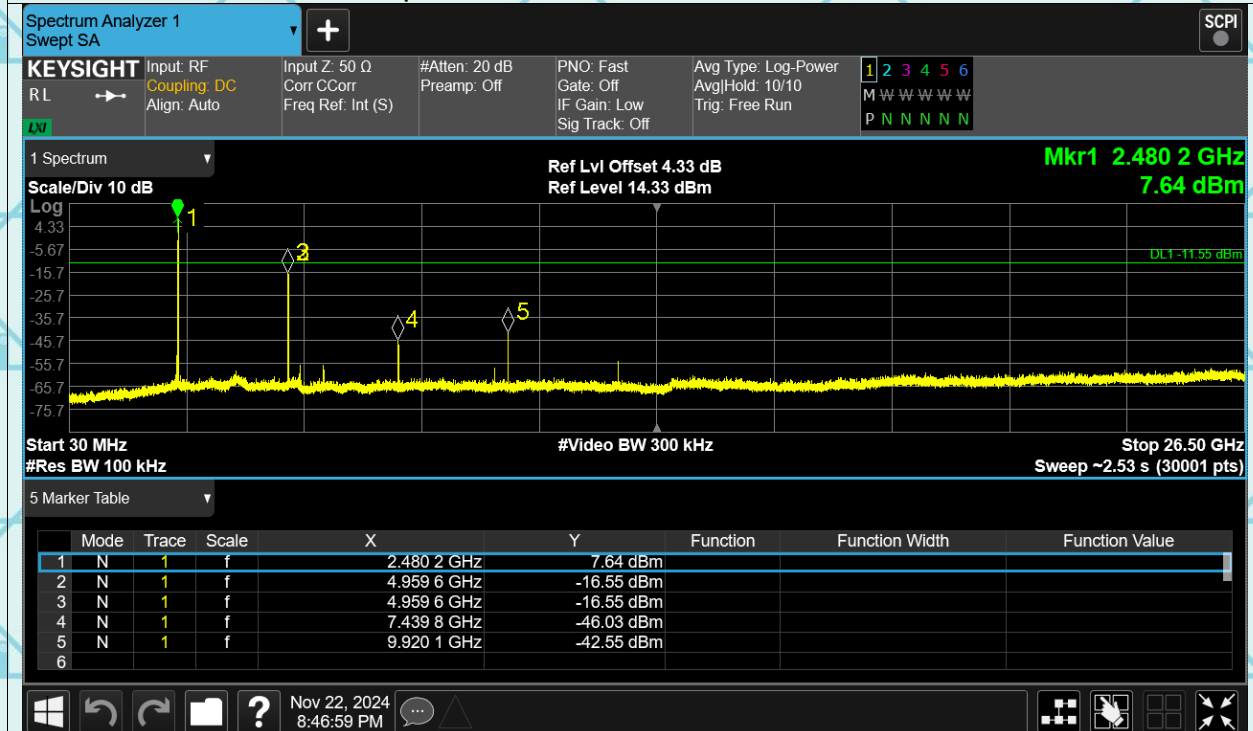 Spectrum Analyzer 1
Swept SA
+
SCPI
KEYSIGHT
RL
LXI
Input: RF
Coupling: DC
Align: Auto
Input Z: 50 Ω
Corr CCorr
Freq Ref: Int (S)
#Atten: 20 dB
Preamp: Off
PNO: Fast
Gate: Off
IF Gain: Low
Sig Track: Off
Avg Type: Log-Power
Avg|Hold: 10/10
Trig: Free Run
1 2 3 4 5 6
M W W W W W
P N N N N N
1 Spectrum
Scale/Div 10 dB
Ref Lvl Offset 4.33 dB
Ref Level 14.33 dBm
Mkr1 2.480 2 GHz
7.64 dBm
Log
4.33
-5.67
-15.7
-25.7
-35.7
-45.7
-55.7
-65.7
-75.7
1
3
4
5
DL1 -11.55 dBm
Start 30 MHz
#Video BW 300 kHz
Stop 26.50 GHz
#Res BW 100 kHz
Sweep ~2.53 s (30001 pts)
5 Marker Table
Mode Trace Scale X Y Function Function Width Function Value
1 N 1 f 2.480 2 GHz 7.64 dBm
2 N 1 f 4.959 6 GHz -16.55 dBm
3 N 1 f 4.959 6 GHz -16.55 dBm
4 N 1 f 7.439 8 GHz -46.03 dBm
5 N 1 f 9.920 1 GHz -42.55 dBm
6
?
Nov 22, 2024
8:46:59 PM